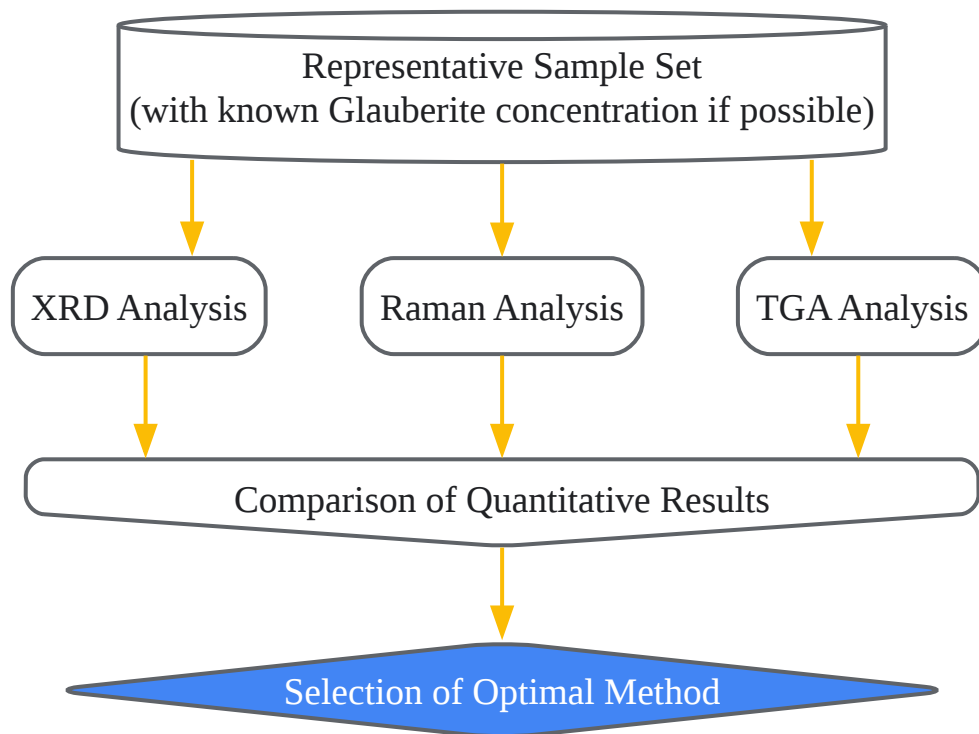 Representative Sample Set
(with known Glauberite concentration if possible)
XRD Analysis
Raman Analysis
TGA Analysis
Comparison of Quantitative Results
Selection of Optimal Method